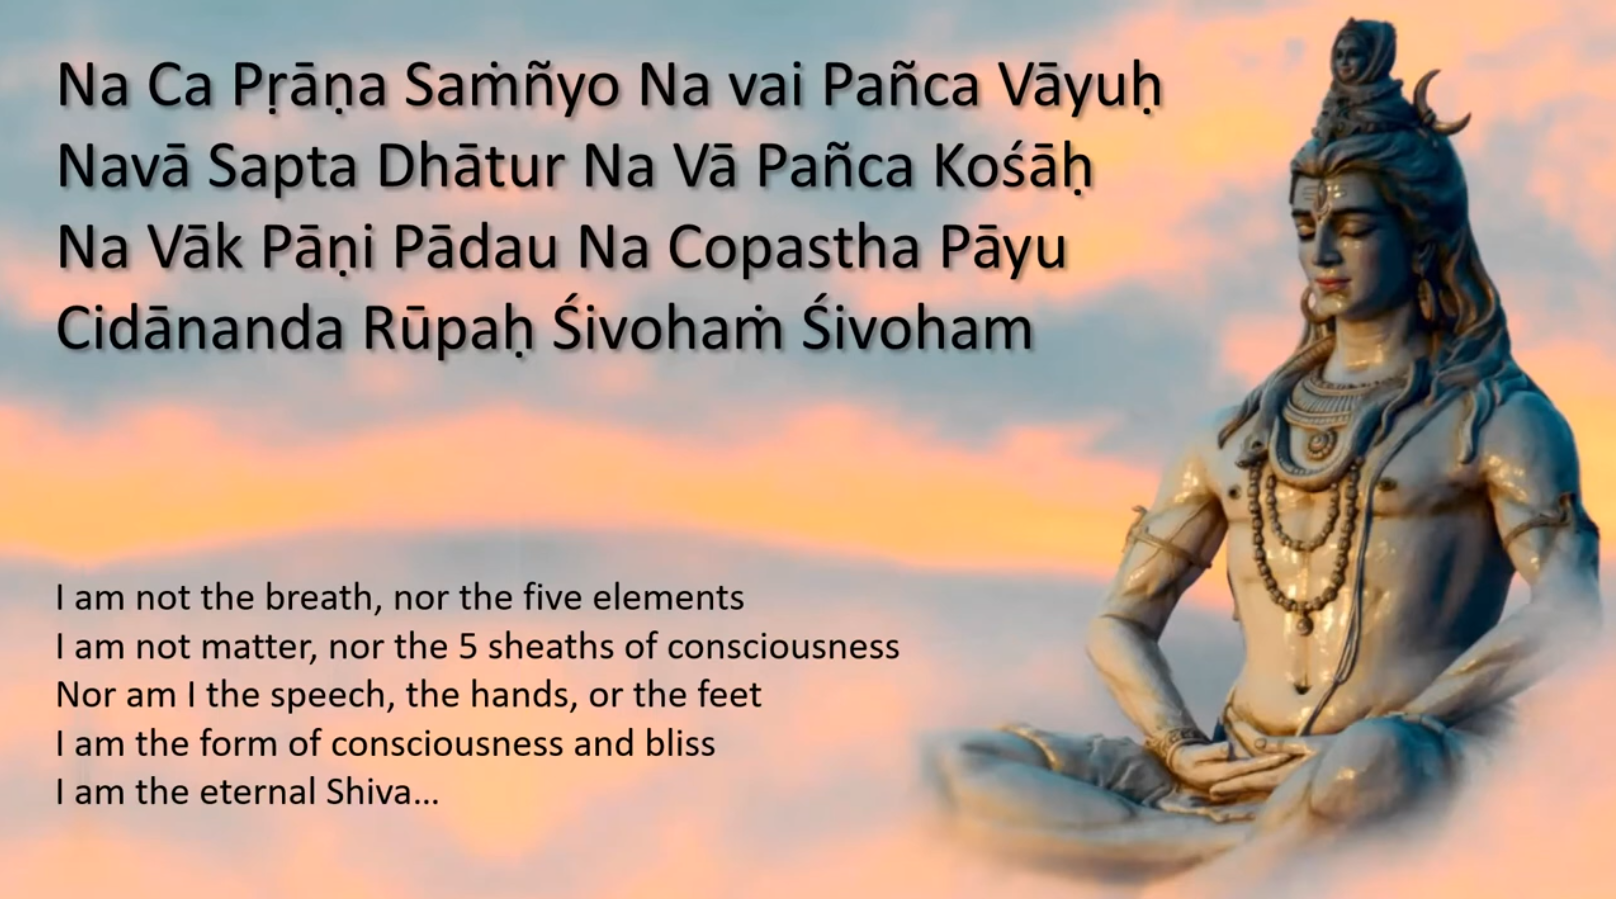 Na Ca Pṛāṇa Saṁñyo Na vai Pañca Vāyuḥ
Navā Sapta Dhātur Na Vā Pañca Kośāḥ
Na Vāk Pāṇi Pādau Na Copastha Pāyu
Cidānanda Rūpaḥ Śivohaṁ Śivoham
I am not the breath, nor the five elements
I am not matter, nor the 5 sheaths of consciousness
Nor am I the speech, the hands, or the feet
I am the form of consciousness and bliss
I am the eternal Shiva...